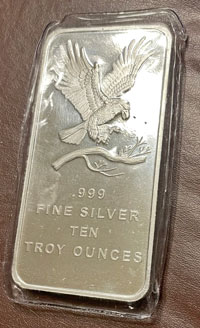 .999
FINE SILVER
TEN
TROY OUNCES